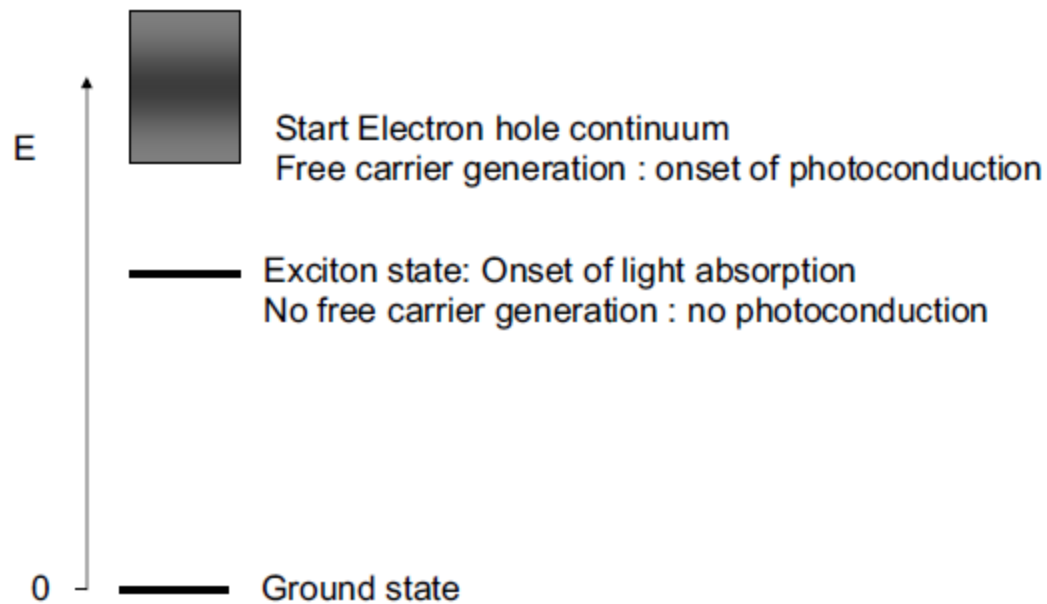 E
Start Electron hole continuum
Free carrier generation : onset of photoconduction
Exciton state: Onset of light absorption
No free carrier generation : no photoconduction
0
Ground state